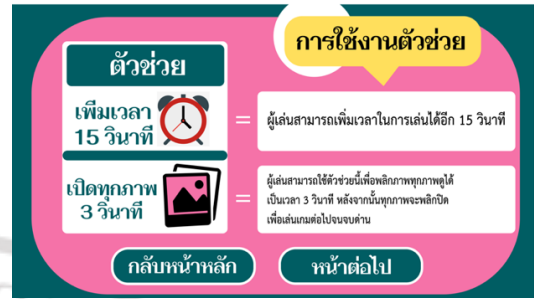 การใช้งานตัวช่วย
ตัวช่วย
เพิ่มเวลา
15 วินาที
=
ผู้เล่นสามารถเพิ่มเวลาในการเล่นได้อีก 15 วินาที
เปิดทุกภาพ
3 วินาที
=
ผู้เล่นสามารถใช้ตัวช่วยนี้เพื่อพลิกภาพทุกภาพดูได้
เป็นเวลา 3 วินาที หลังจากนั้นทุกภาพจะพลิกปิด
เพื่อเล่นเกมต่อไปจนจบด่าน
กลับหน้าหลัก
หน้าต่อไป